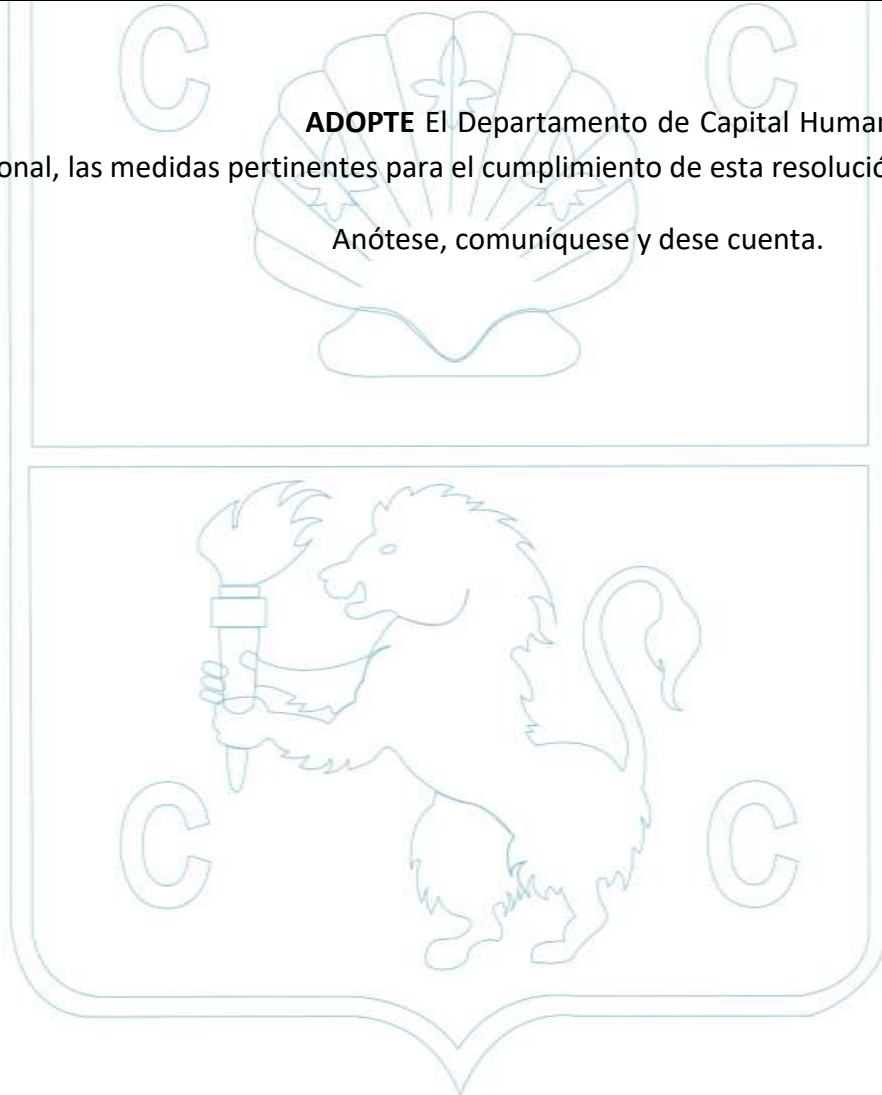 C C
ADOPTE El Departamento de Capital Human
onal, las medidas pertinentes para el cumplimiento de esta resolució
Anótese, comuníquese y dese cuenta.
C C